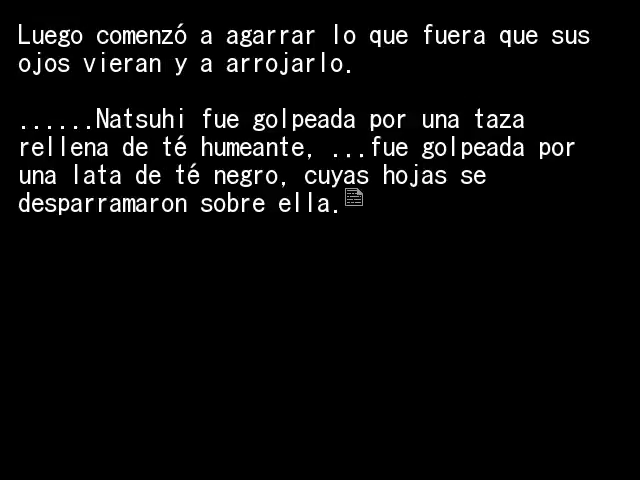 Luego comenzó a agarrar lo que fuera que sus
ojos vieran y a arrojarlo.
......Natsuhi fue golpeada por una taza
rellena de té humeante, ...fue golpeada por
una lata de té negro, cuyas hojas se
desparramaron sobre ella.